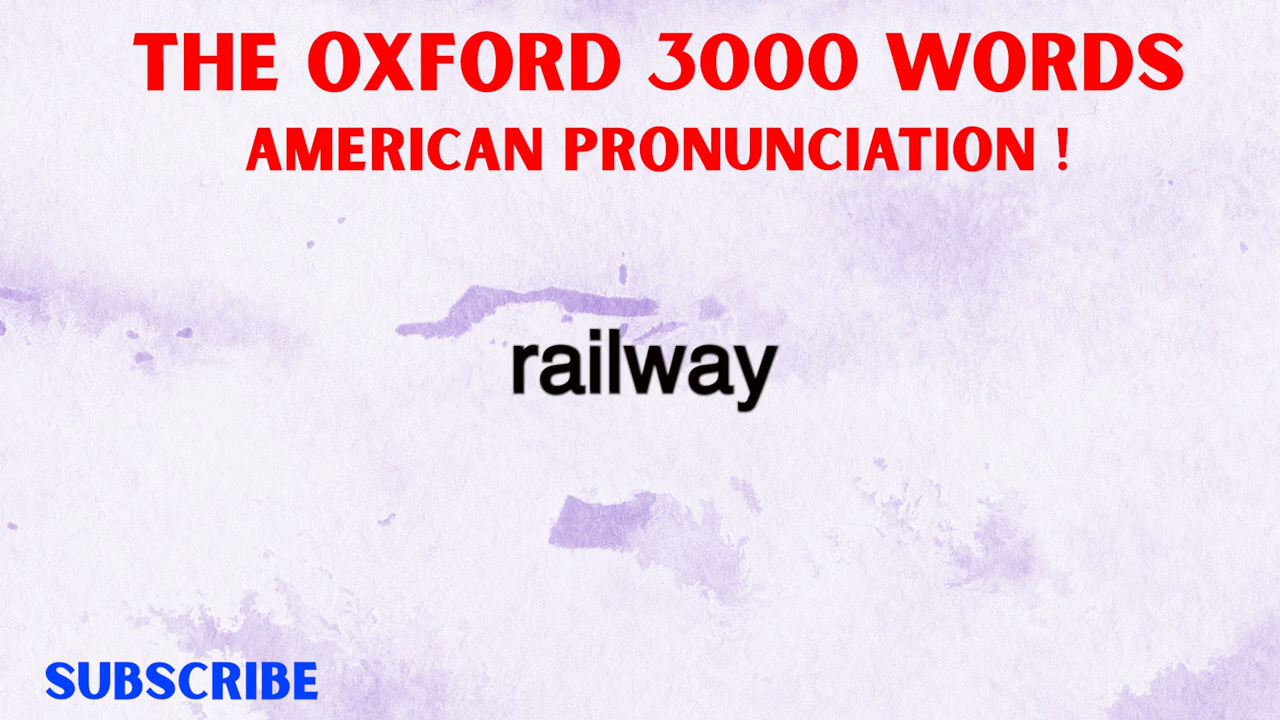 THE OXFORD 3000 WORDS
AMERICAN PRONUNCIATION !
railway
SUBSCRIBE